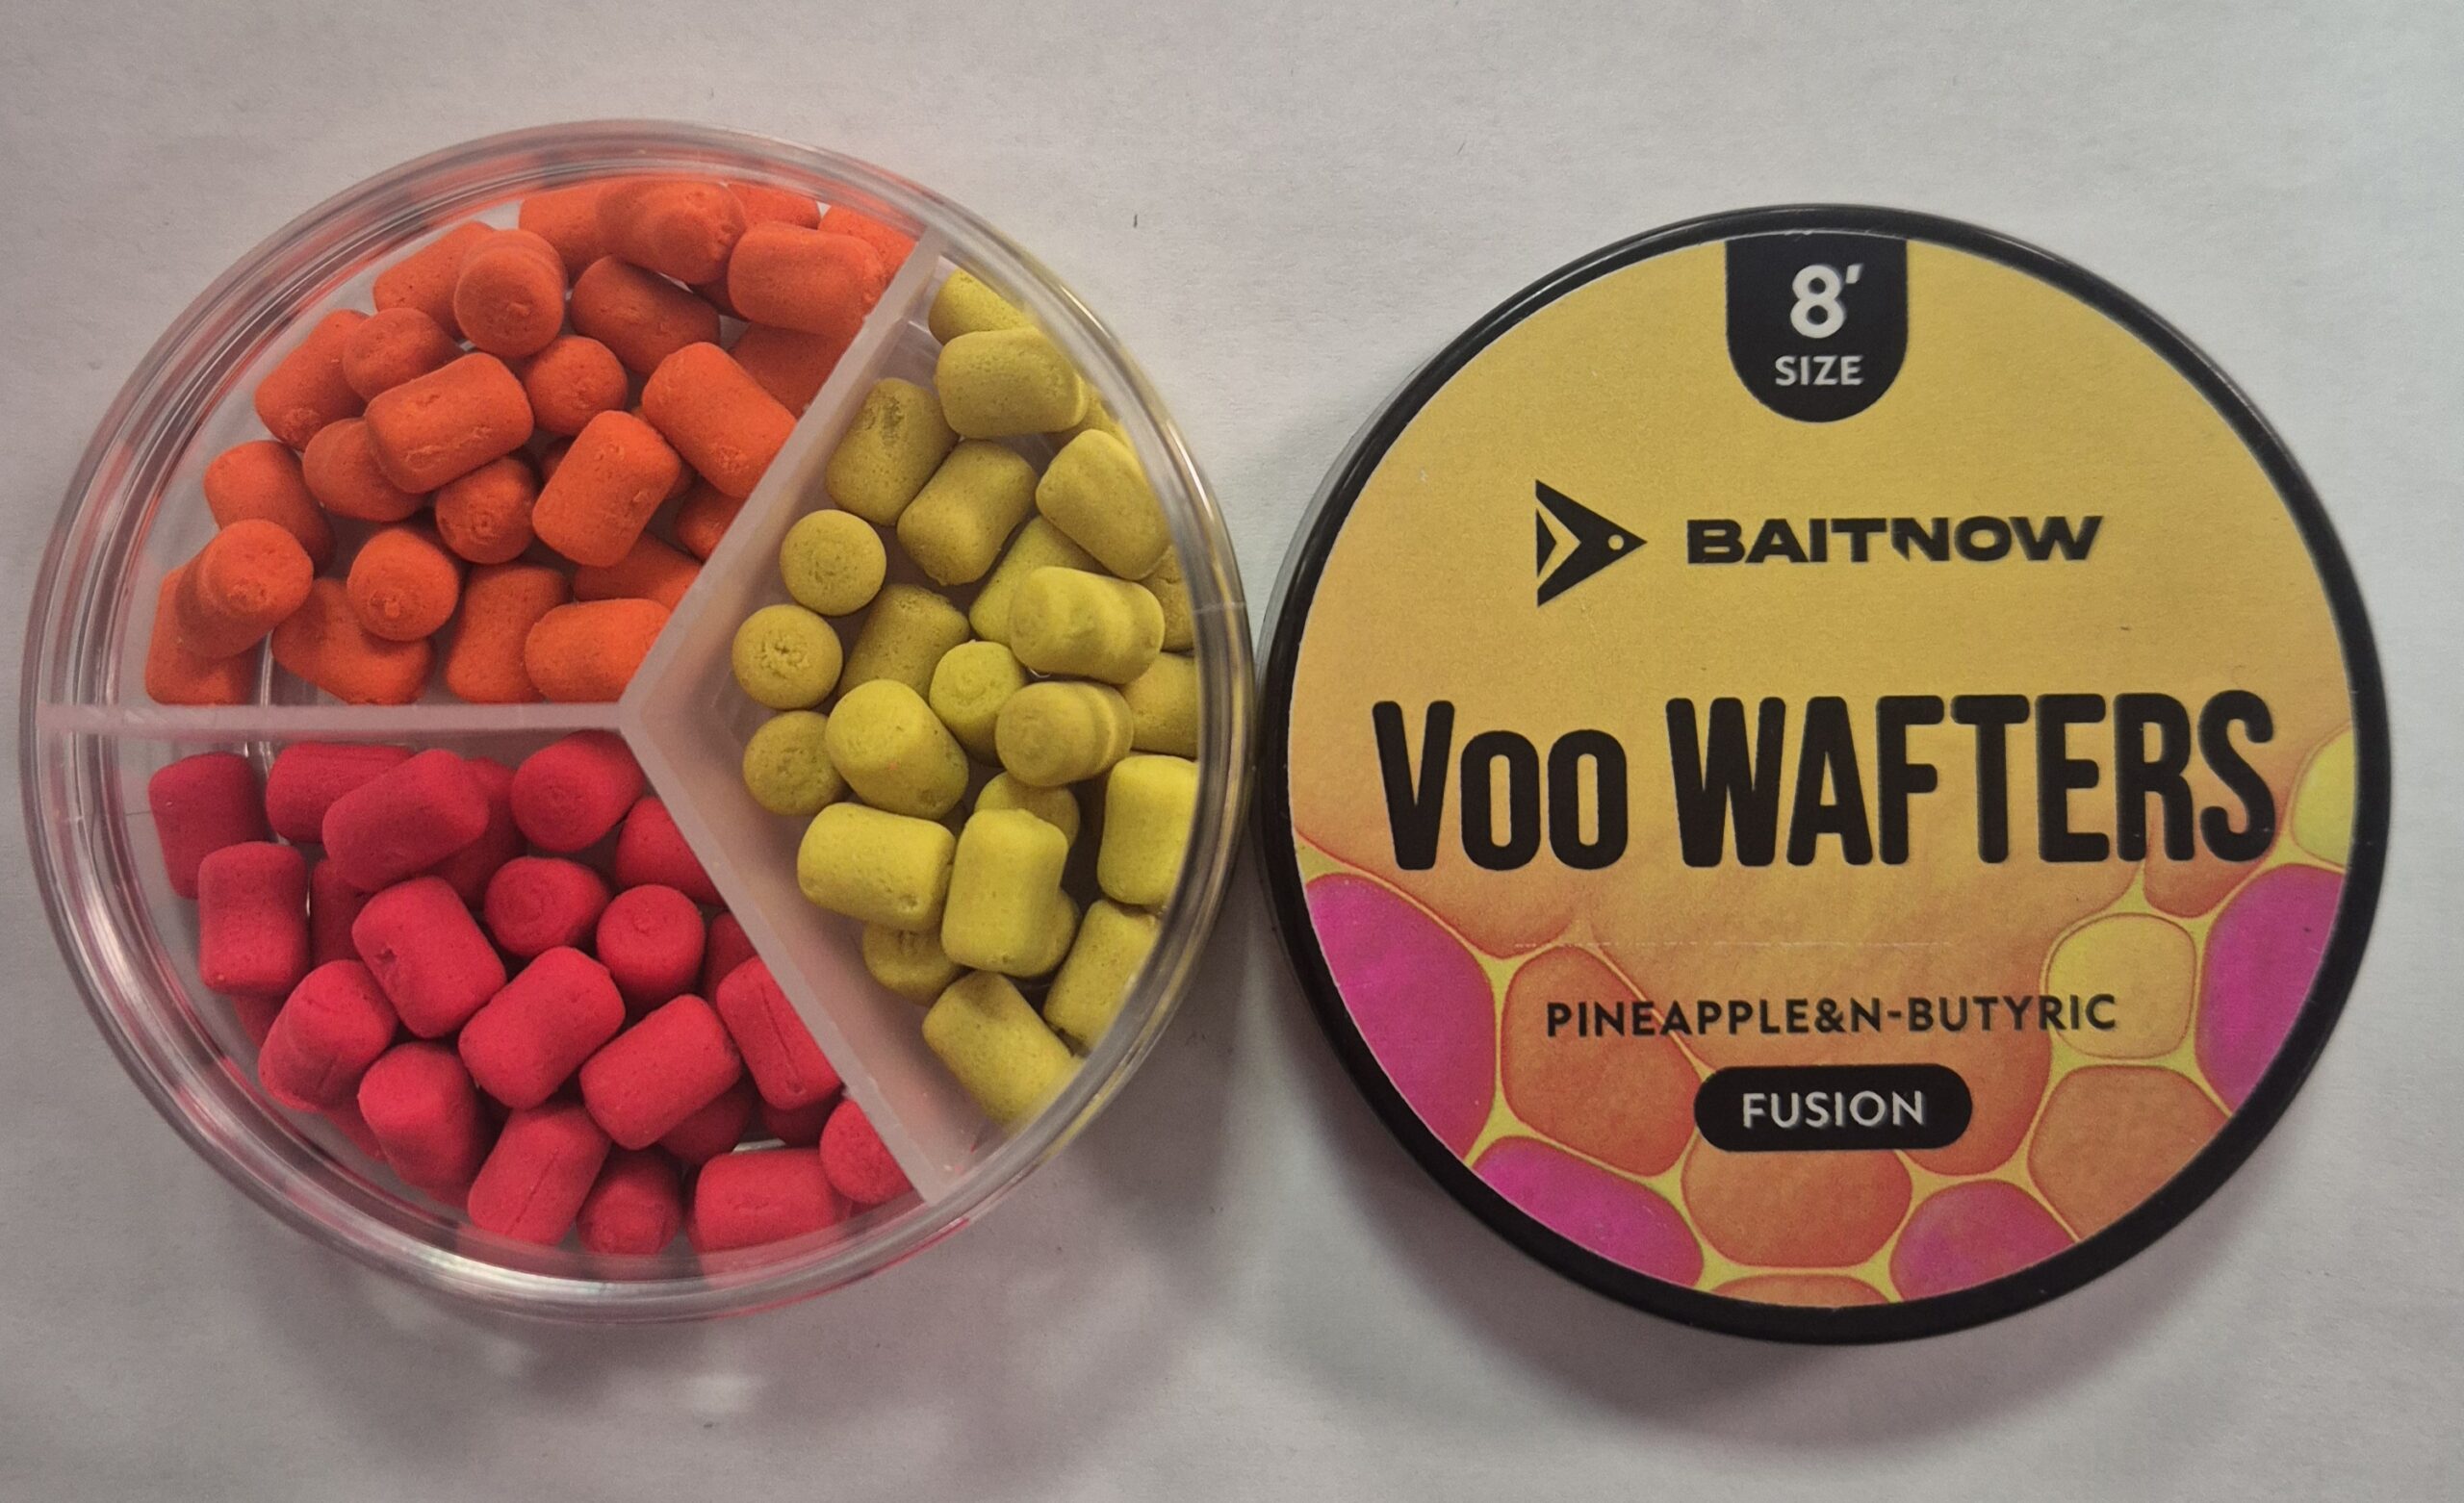 8'
SIZE
BAITNOW
Voo WAFTERS
PINEAPPLE&N-BUTYRIC
FUSION